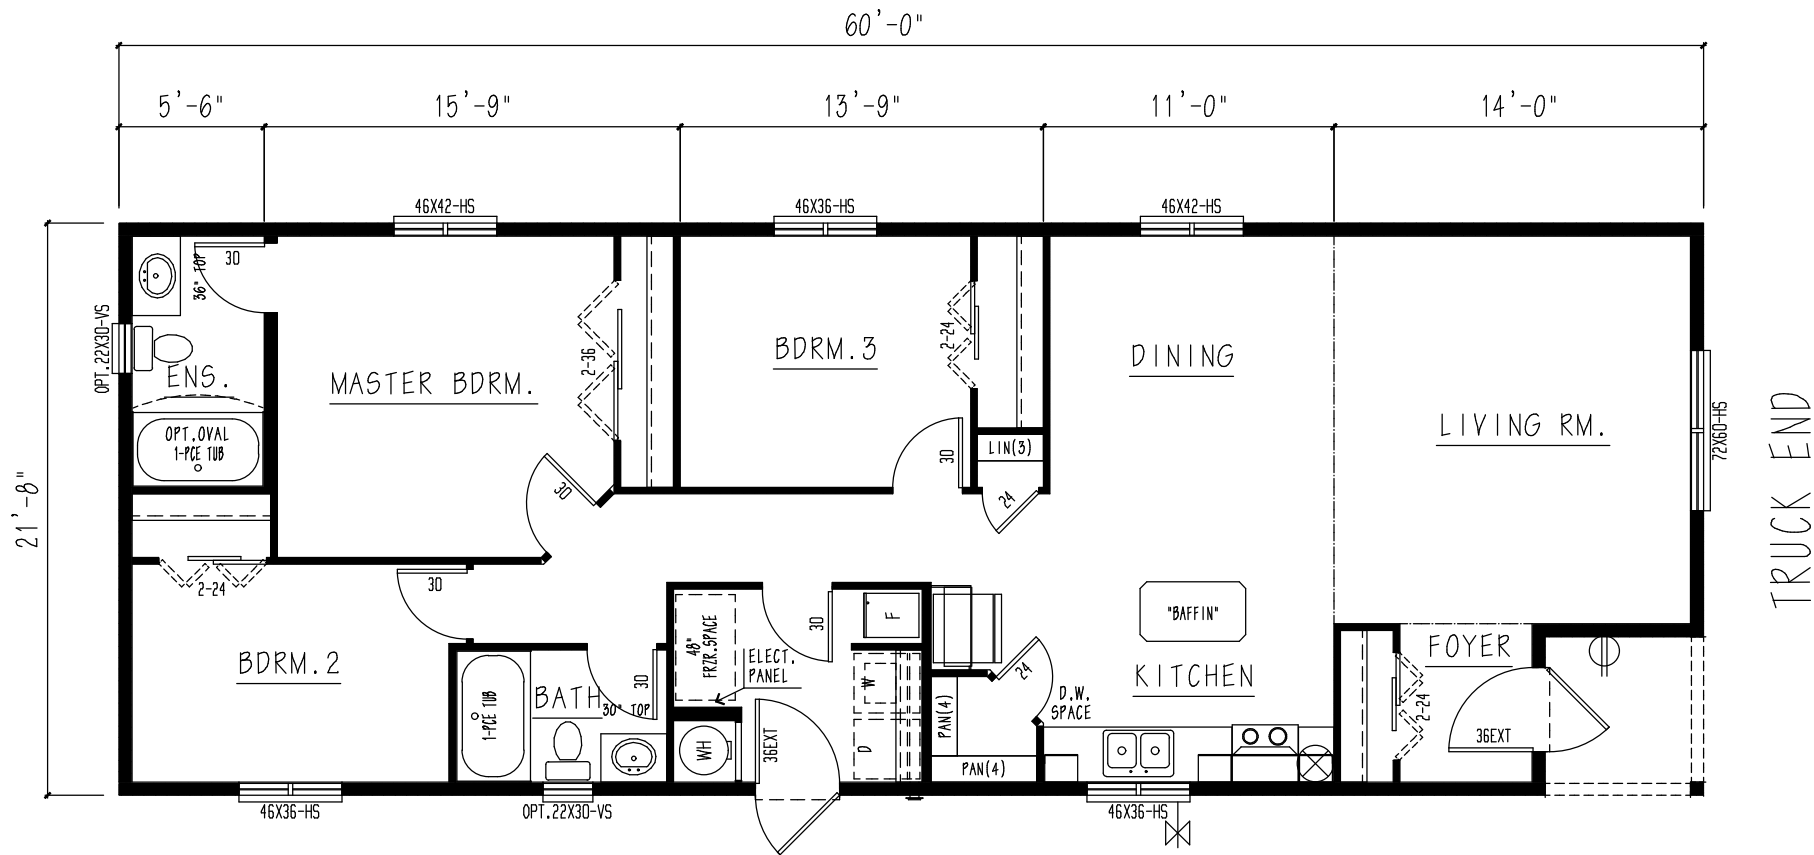 60'-0"
5'-6"
15'-9"
13'-9"
11'-0"
14'-0"
46X42-HS
46X36-HS
46X42-HS
36" TOP
30
OPT.22X30-VS
ENS.
MASTER BDRM.
2-36
BDRM.3
2-24
DINING
LIVING RM.
72X60-HS
TRUCK END
OPT.OVAL
1-PCE TUB
30
30
LIN(3)
24
21'-8"
2-24
30
BDRM.2
1-PCE TUB
BATH
30
30" TOP
48"
FRZR.SPACE
ELECT.
PANEL
30
F
W
D
WH
36EXT
"BAFFIN"
KITCHEN
24
D.W.
SPACE
PAN(4)
PAN(4)
FOYER
2-24
36EXT
46X36-HS
OPT.22X30-VS
46X36-HS